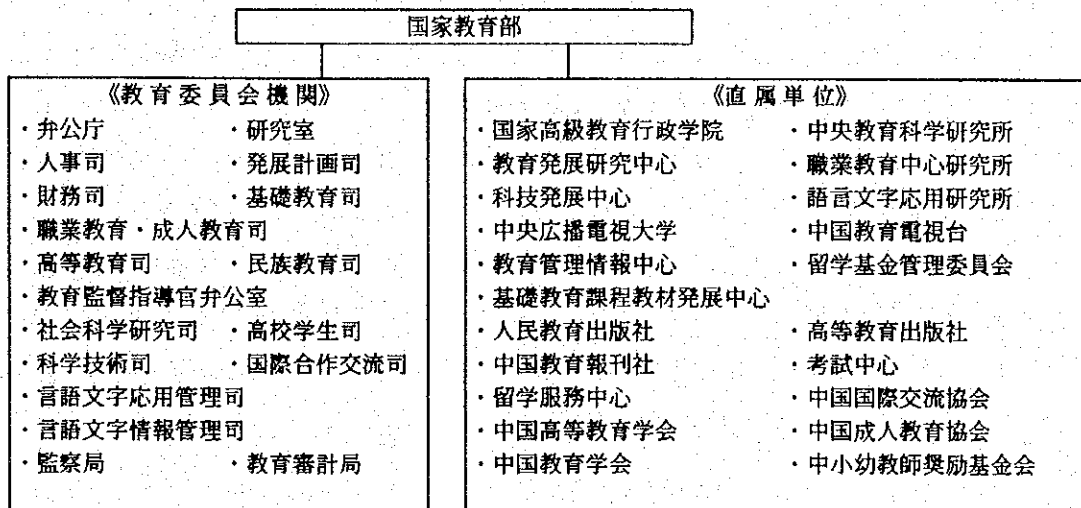 国家教育部
《教育委員会機関》
・弁公庁 ・研究室
・人事司 ・発展計画司
・財務司 ・基礎教育司
・職業教育・成人教育司
・高等教育司 ・民族教育司
・教育監督指導官弁公室
・社会科学研究司 ・高校学生司
・科学技術司 ・国際合作交流司
・言語文字応用管理司
・言語文字情報管理司
・監察局 ・教育審計局
《直属単位》
・国家高級教育行政学院 ・中央教育科学研究所
・教育発展研究中心 ・職業教育中心研究所
・科技発展中心 ・語言文字応用研究所
・中央広播電視大学 ・中国教育電視台
・教育管理情報中心 ・留学基金管理委員会
・基礎教育課程教材発展中心
・人民教育出版社 ・高等教育出版社
・中国教育報刊社 ・考試中心
・留学服務中心 ・中国国際交流協会
・中国高等教育学会 ・中国成人教育協会
・中国教育学会 ・中小幼教師奨励基金会